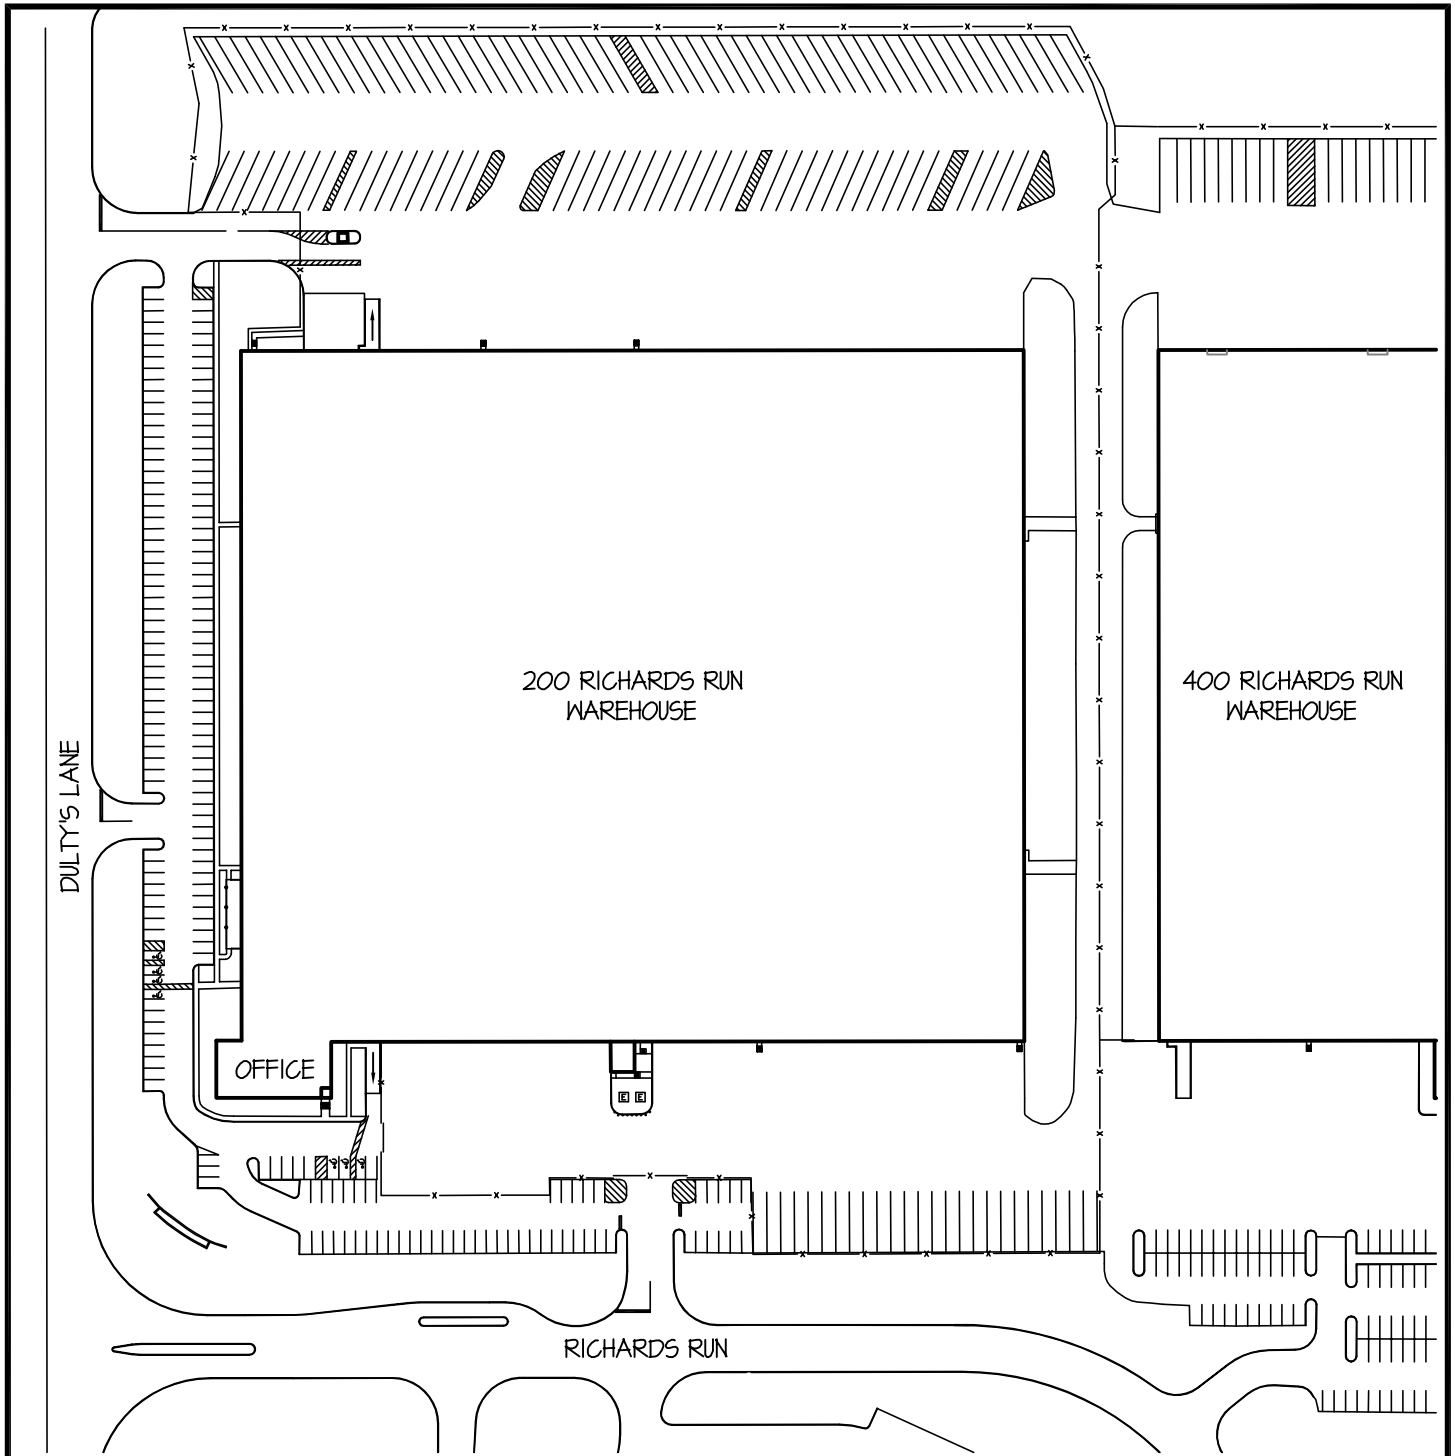 200 RICHARDS RUN
WAREHOUSE
400 RICHARDS RUN
WAREHOUSE
DULTY'S LANE
OFFICE
E E
RICHARDS RUN